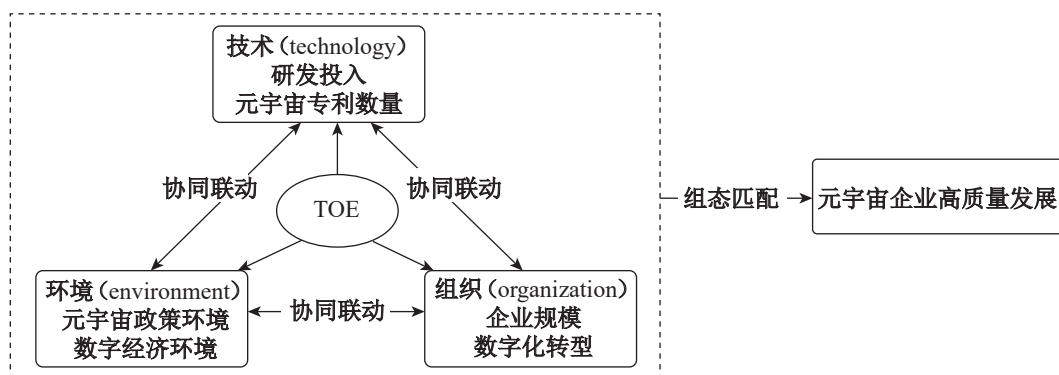 技术（technology）
研发投入
元宇宙专利数量
协同联动
协同联动
TOE
组态匹配
元宇宙企业高质量发展
环境（environment）
元宇宙政策环境
数字经济环境
协同联动
组织（organization）
企业规模
数字化转型